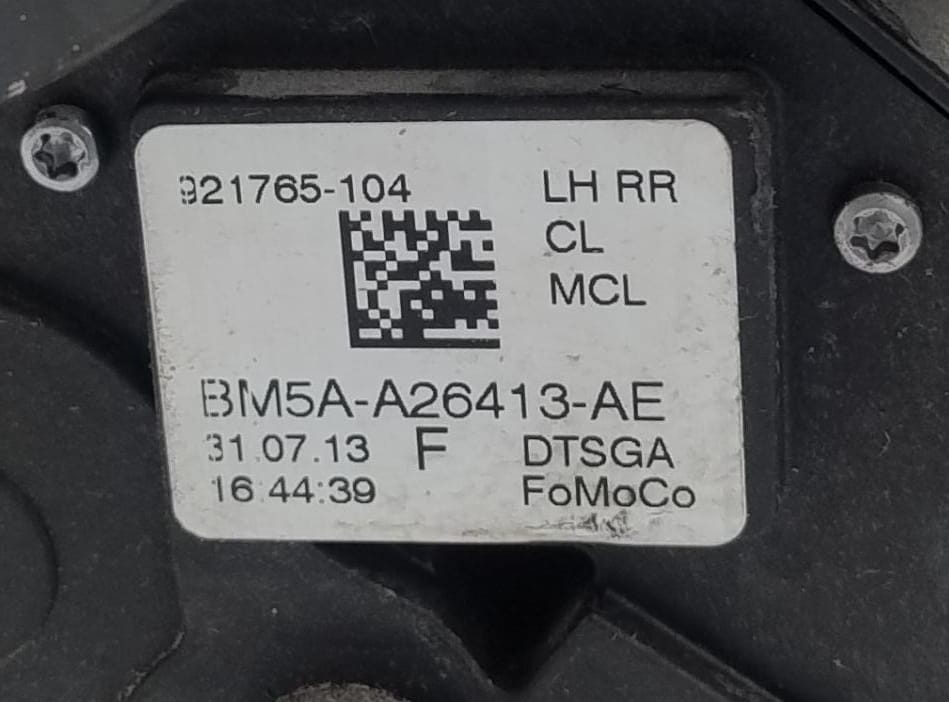 921765-104 LH RR
CL
MCL
BM5A-A26413-AE
31.07.13 F DTSGA
16:44:39 FoMoCo